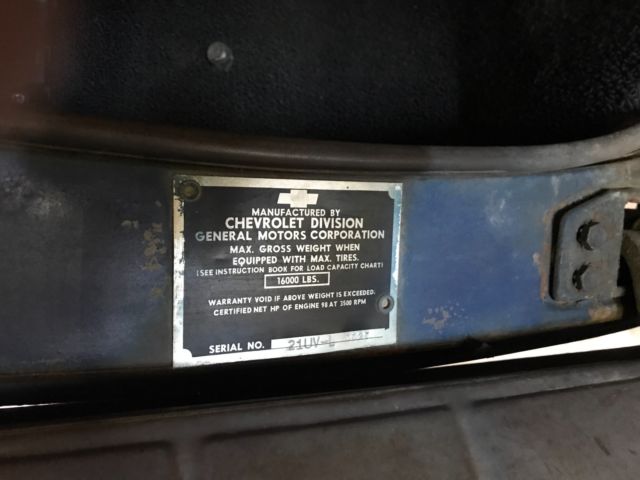 MANUFACTURED BY
CHEVROLET DIVISION
GENERAL MOTORS CORPORATION
MAX. GROSS WEIGHT WHEN
EQUIPPED WITH MAX. TIRES.
(SEE INSTRUCTION BOOK FOR LOAD CAPACITY CHART)
16000 LBS.
WARRANTY VOID IF ABOVE WEIGHT IS EXCEEDED.
CERTIFIED NET HP OF ENGINE 98 AT 3500 RPM
SERIAL NO. 21UV-L